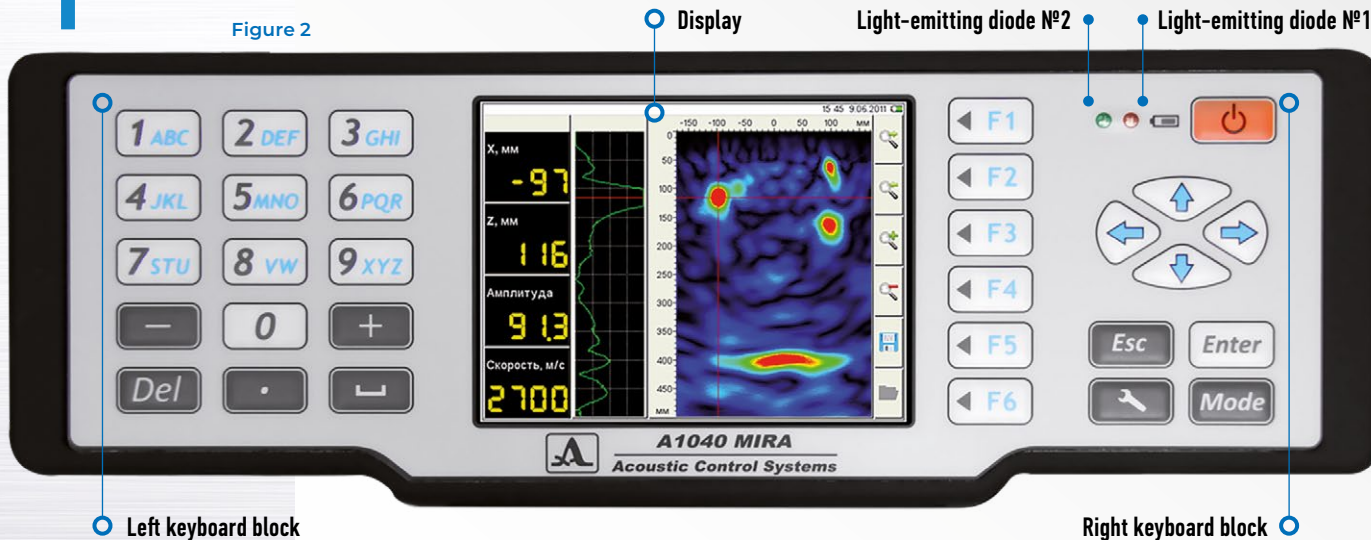 Figure 2
Display
Light-emitting diode №2
Light-emitting diode №1
1 ABC
2 DEF
3 GHI
4 JKL
5 MNO
6 PQR
7 STU
8 VW
9 XYZ
−
0
+
Del
.
15 45 9.06.2011
X, мм
-97
Z, мм
116
Амплитуда
91,3
Скорость, м/с
2700
-150 -100 -50 0 50 100 мм
0
50
100
150
200
250
300
350
400
450
мм
F1
F2
F3
F4
F5
F6
Esc
Enter
Mode
A1040 MIRA
Acoustic Control Systems
Left keyboard block
Right keyboard block